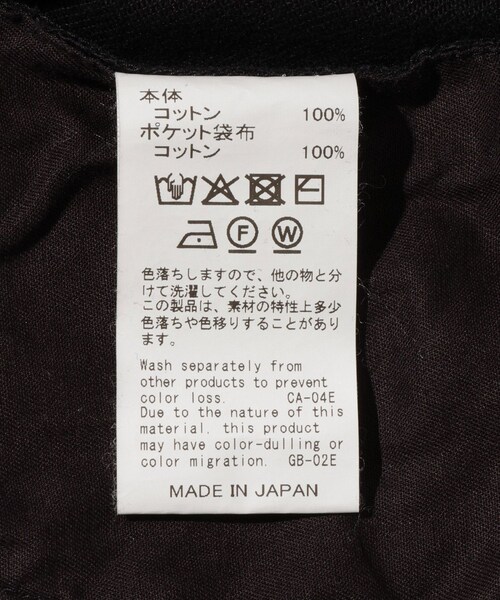 本体
コットン 100%
ポケット袋布
コットン 100%
F W
色落ちしますので、他の物と分
けて洗濯してください。
この製品は、素材の特性上多少
色落ちや色移りすることがあり
ます。
Wash separately from
other products to prevent
color loss. CA-04E
Due to the nature of this
material, this product
may have color-dulling or
color migration. GB-02E
MADE IN JAPAN